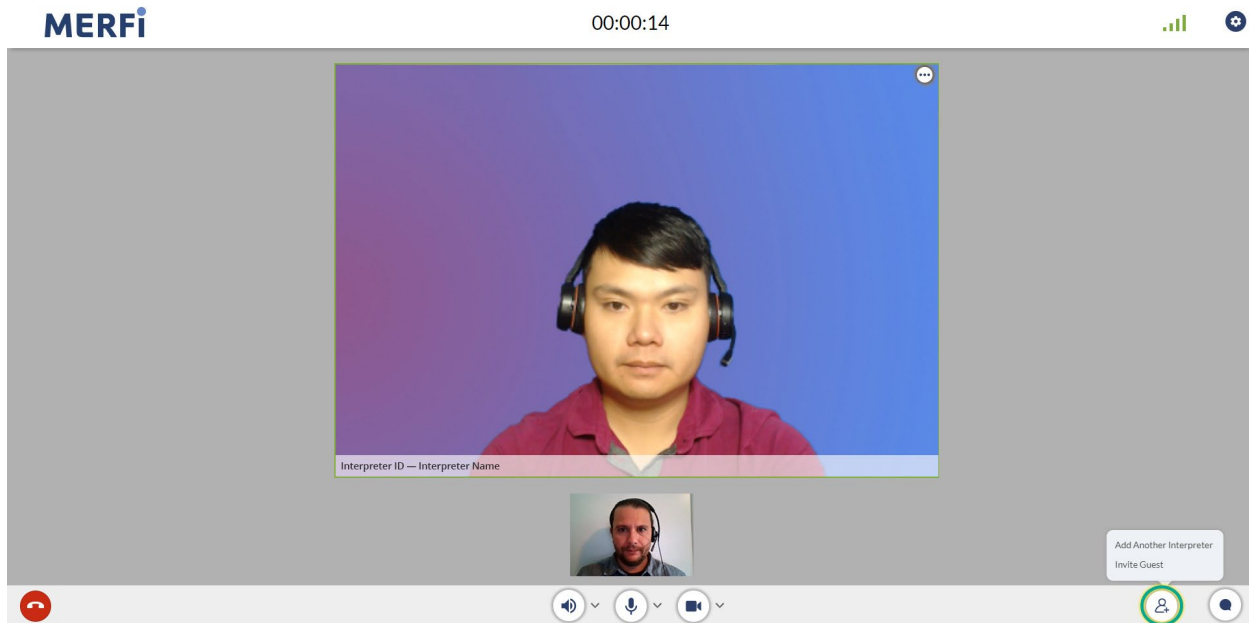 MERFi
00:00:14
Interpreter ID — Interpreter Name
Add Another Interpreter
Invite Guest